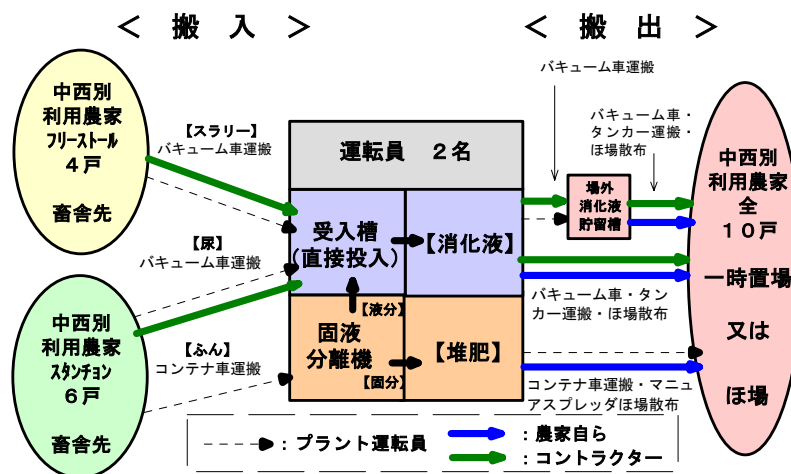 ＜ 搬 入 ＞
＜ 搬 出 ＞
中西別
利用農家
ﾌﾘｰｽﾄｰﾙ
４戸
畜舎先
【スラリー】
バキューム車運搬
【尿】
バキューム車運搬
中西別
利用農家
ｽﾀﾝﾁｮﾝ
６戸
畜舎先
【ふん】
コンテナ車運搬
運転員 ２名
受入槽
(直接投入)
【消化液】
【液分】
固液
分離機
【固分】
【堆肥】
バキューム車運搬
バキューム車・
タンカー運搬・
ほ場散布
場外
消化液
貯留槽
バキューム車・タン
カー運搬・ほ場散布
コンテナ車運搬・マニュ
アスプレッダほ場散布
中西別
利用農家
全
１０戸
一時置場
又は
ほ場
：プラント運転員
：農家自ら
：コントラクター